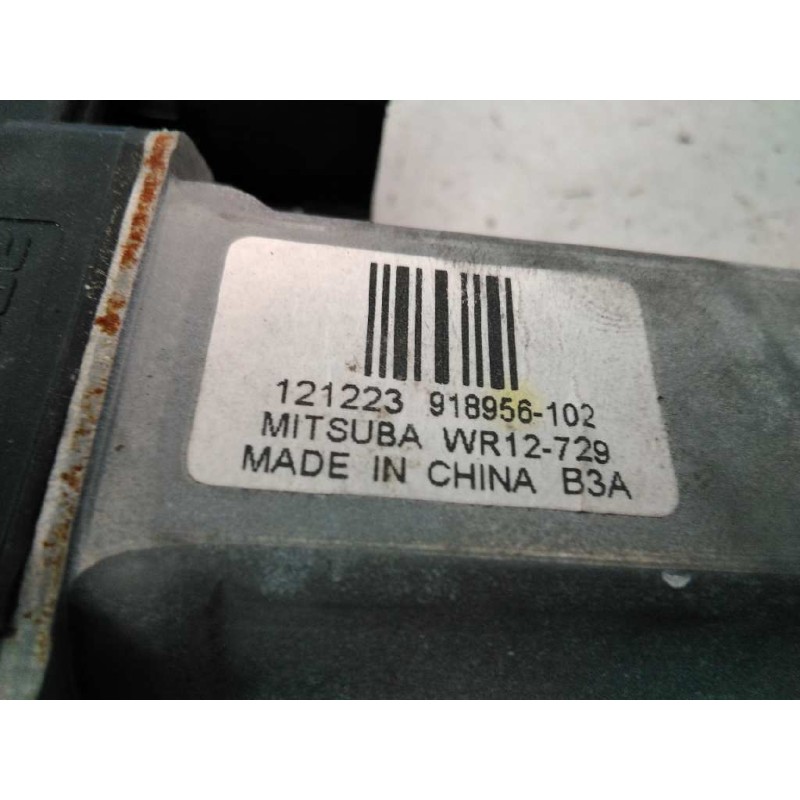 121223 918956-102
MITSUBA WR12-729
MADE IN CHINA B3A